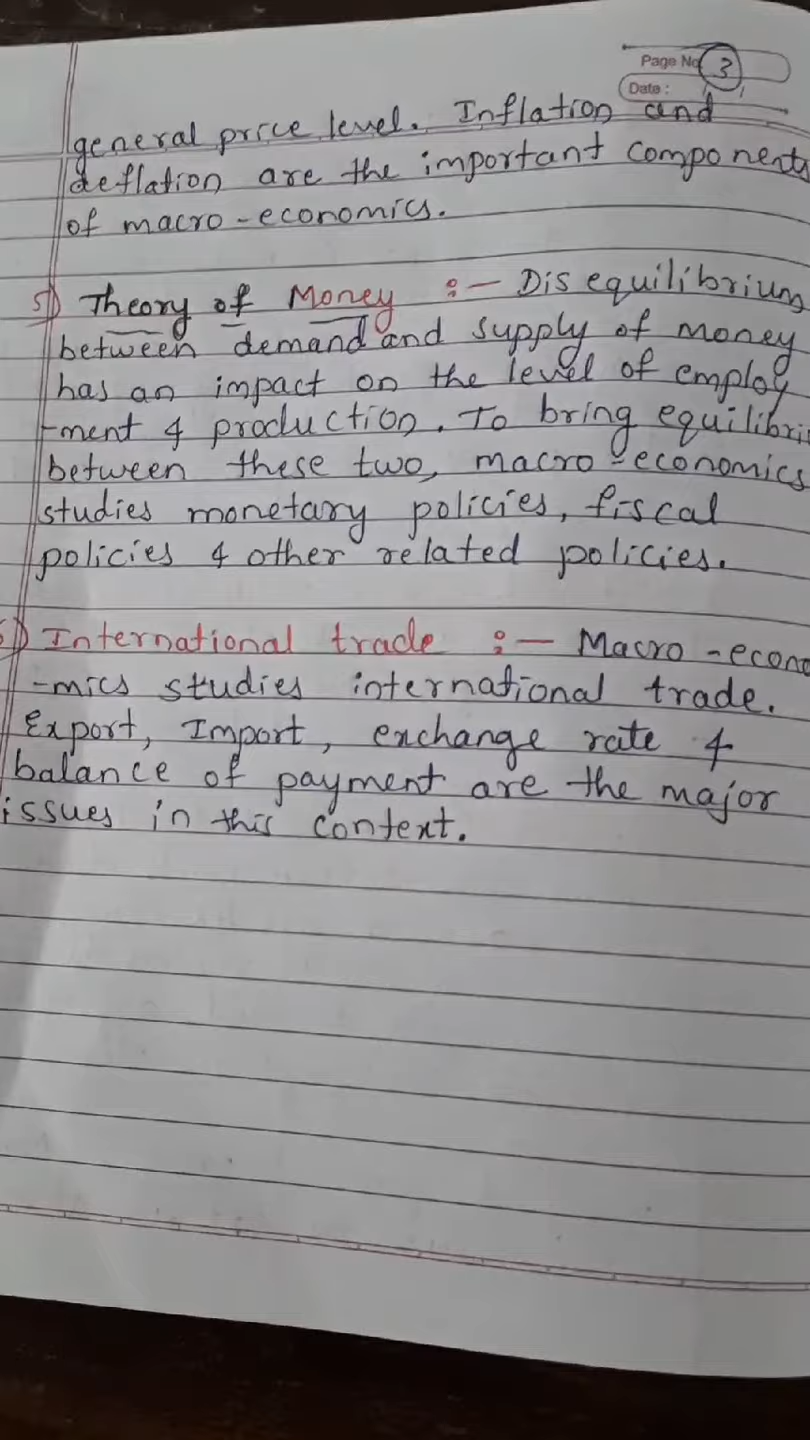 Page No 3
Date :
general price level. Inflation and
deflation are the important components
of macro-economics.
5) Theory of Money :- Disequilibrium
between demand and supply of money
has an impact on the level of employ
-ment & production. To bring equilibri
between these two, macro-economics
studies monetary policies, fiscal
policies & other related policies.
6) International trade :- Macro-econo
-mics studies international trade.
Export, Import, exchange rate &
balance of payment are the major
issues in this context.